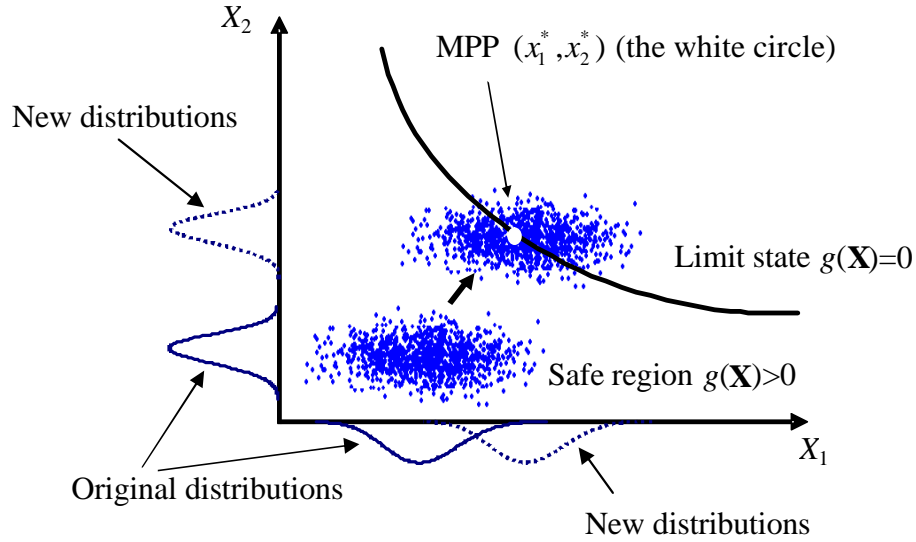 X₂
MPP (x₁*, x₂*) (the white circle)
New distributions
Limit state g(X)=0
Safe region g(X)>0
X₁
Original distributions
New distributions